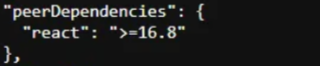 "peerDependencies": {
"react": ">=16.8"
},